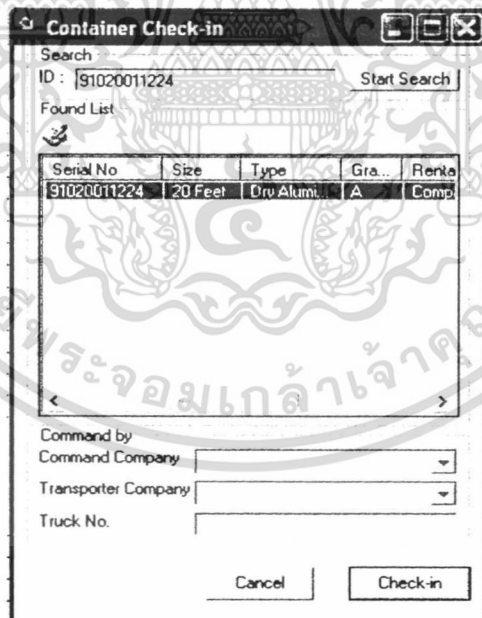 Container Check-in
Search
ID : 91020011224 Start Search
Found List
Serial No Size Type Gra... Renta
91020011224 20 Feet Dry Alumi... A Comp
Command by
Command Company
Transporter Company
Truck No.
Cancel Check-in